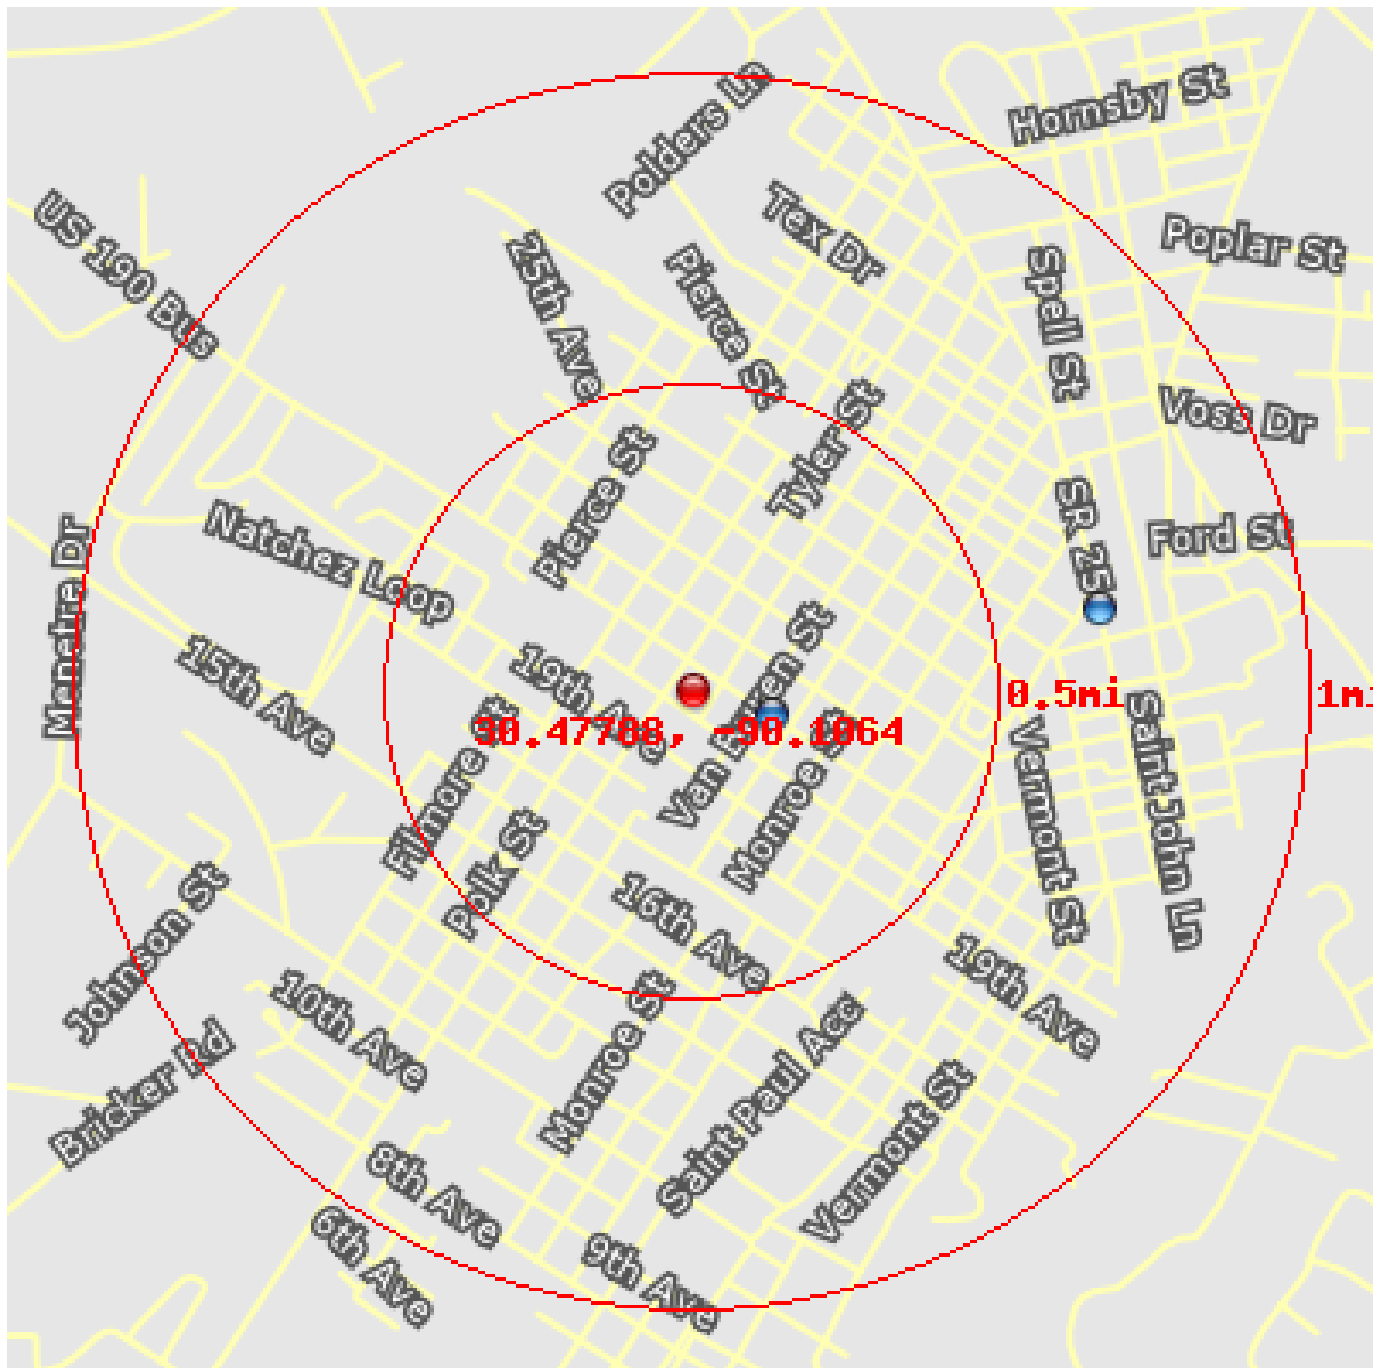 Polders Ln
Hornsby St
US 190 Bus
Tex Dr
Poplar St
25th Ave
Pierce St
Spell St
Voss Dr
Tyler St
Pierce St
SR 25
Ford St
Natchez Loop
Menetre Dr
15th Ave
19th Ave
Van Buren St
0.5mi
1mi
30.47788, -90.1064
Filmore St
Monroe St
Vermont St
Saint John Ln
Polk St
16th Ave
Johnson St
19th Ave
10th Ave
Monroe St
Saint Paul Acc
Bricker Rd
Vermont St
8th Ave
6th Ave
9th Ave